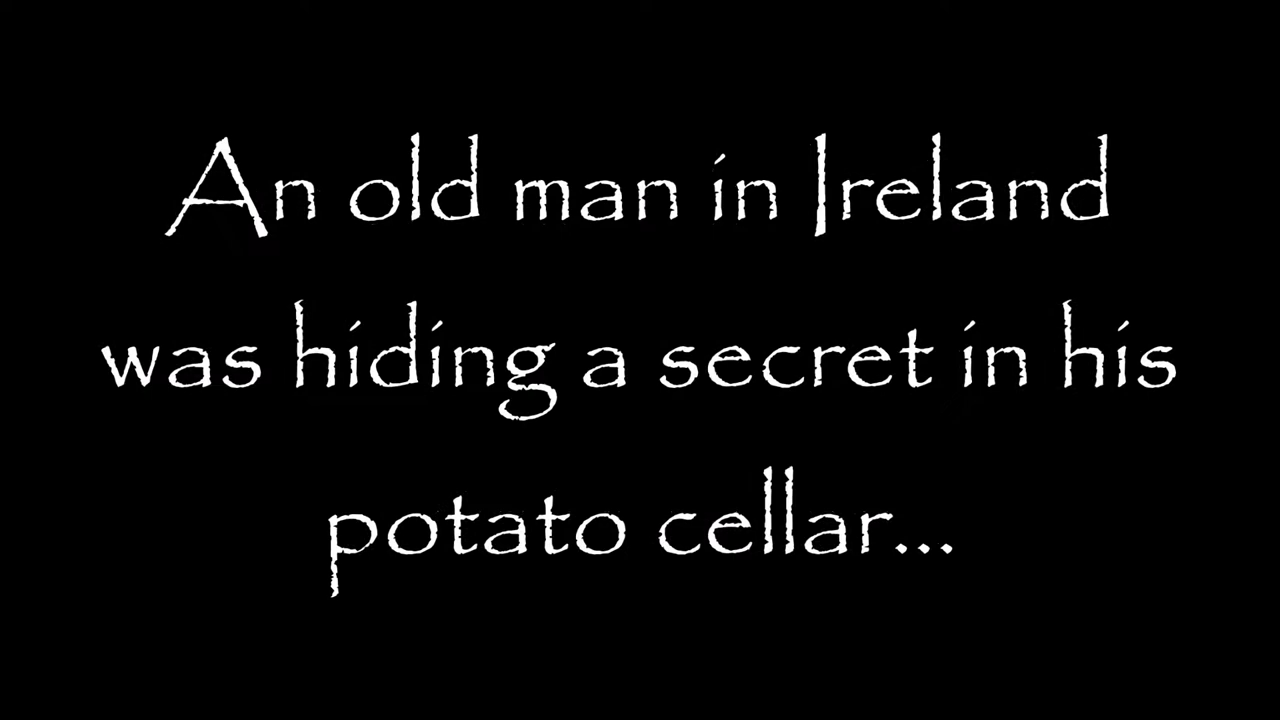 An old man in Ireland
was hiding a secret in his
potato cellar...